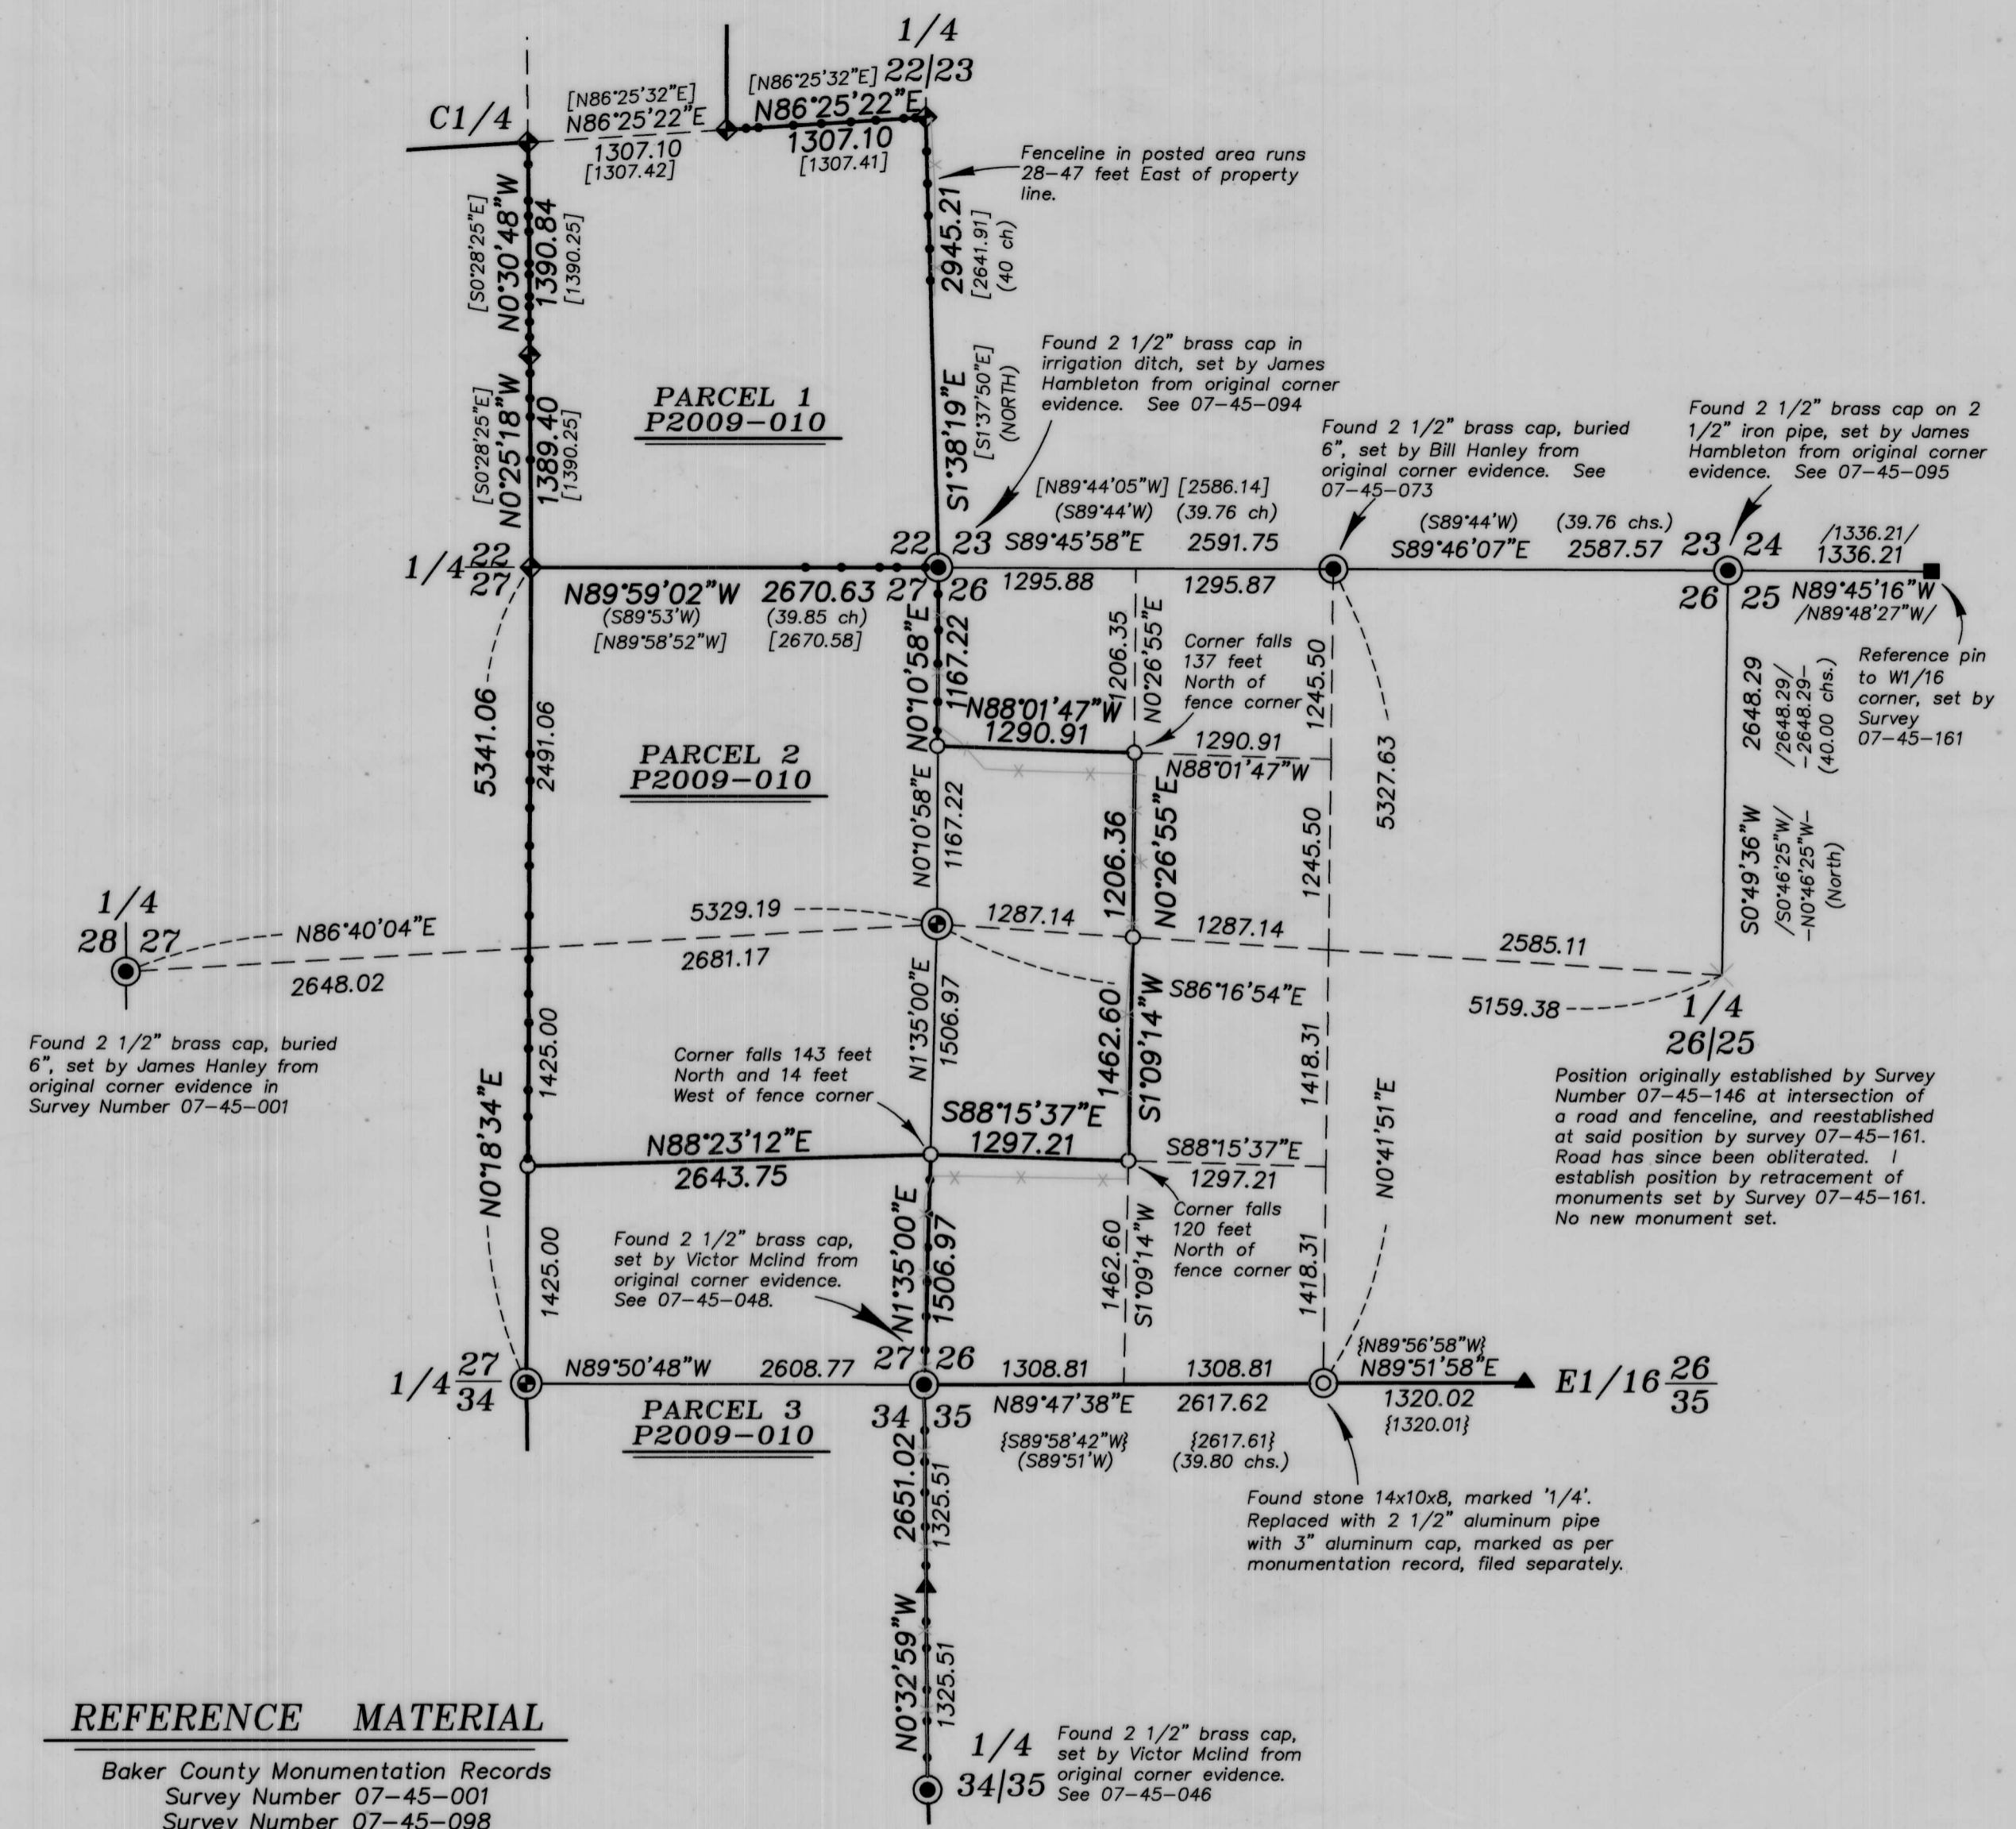 1/4
22|23
C1/4
[N86°25'32"E]
N86°25'22"E
1307.10
[1307.42]
[N86°25'32"E]
N86°25'22"E
1307.10
[1307.41]
Fenceline in posted area runs
28-47 feet East of property
line.
[S0°28'25"E]
N0°30'48"W
1390.84
[1390.25]
2945.21
[2641.91]
(40 ch)
[S0°28'25"E]
N0°25'18"W
1389.40
[1390.25]
PARCEL 1
P2009-010
S1°38'19"E
[S1°37'50"E]
(NORTH)
Found 2 1/2" brass cap in
irrigation ditch, set by James
Hambleton from original corner
evidence. See 07-45-094
Found 2 1/2" brass cap, buried
6", set by Bill Hanley from
original corner evidence. See
07-45-073
Found 2 1/2" brass cap on 2
1/2" iron pipe, set by James
Hambleton from original corner
evidence. See 07-45-095
[N89°44'05"W] [2586.14]
(S89°44'W) (39.76 ch)
S89°45'58"E 2591.75
1295.88 1295.87
(S89°44'W) (39.76 chs.)
S89°46'07"E 2587.57
/1336.21/
1336.21
N89°45'16"W
/N89°48'27"W/
22 23
27 26
23 24
26 25
1/4 22
27
N89°59'02"W 2670.63
(S89°53'W) (39.85 ch)
[N89°58'52"W] [2670.58]
Reference pin
to W1/16
corner, set by
Survey
07-45-161
N0°10'58"E
1167.22
1206.35
N0°26'55"E
1245.50
Corner falls
137 feet
North of
fence corner
2648.29
/2648.29/
-2648.29-
(40.00 chs.)
N88°01'47"W
1290.91
1290.91
N88°01'47"W
5341.06
2491.06
PARCEL 2
P2009-010
N0°10'58"E
1167.22
1206.36
N0°26'55"E
1245.50
5327.63
S0°49'36"W
/S0°46'25"W/
-N0°46'25"W-
(North)
1/4
28|27
N86°40'04"E
2648.02
5329.19
2681.17
1287.14
1287.14
2585.11
S86°16'54"E
5159.38
1/4
26|25
Found 2 1/2" brass cap, buried
6", set by James Hanley from
original corner evidence in
Survey Number 07-45-001
Position originally established by Survey
Number 07-45-146 at intersection of
a road and fenceline, and reestablished
at said position by survey 07-45-161.
Road has since been obliterated. I
establish position by retracement of
monuments set by Survey 07-45-161.
No new monument set.
N0°18'34"E
1425.00
N1°35'00"E
1506.97
1462.60
S1°09'14"W
1418.31
N0°41'51"E
Corner falls 143 feet
North and 14 feet
West of fence corner
N88°23'12"E
2643.75
S88°15'37"E
1297.21
S88°15'37"E
1297.21
Corner falls
120 feet
North of
fence corner
1425.00
Found 2 1/2" brass cap,
set by Victor Mclind from
original corner evidence.
See 07-45-048.
N1°35'00"E
1506.97
1462.60
S1°09'14"W
1418.31
1/4 27
34
N89°50'48"W 2608.77
27 26
34 35
1308.81 1308.81
N89°47'38"E 2617.62
{S89°58'42"W} {2617.61}
(S89°51'W) (39.80 chs.)
{N89°56'58"W}
N89°51'58"E
1320.02
{1320.01}
E1/16 26
35
PARCEL 3
P2009-010
2651.02
1325.51
Found stone 14x10x8, marked '1/4'.
Replaced with 2 1/2" aluminum pipe
with 3" aluminum cap, marked as per
monumentation record, filed separately.
N0°32'59"W
1325.51
1/4
34|35
Found 2 1/2" brass cap,
set by Victor Mclind from
original corner evidence.
See 07-45-046
REFERENCE MATERIAL
Baker County Monumentation Records
Survey Number 07-45-001
Survey Number 07-45-098